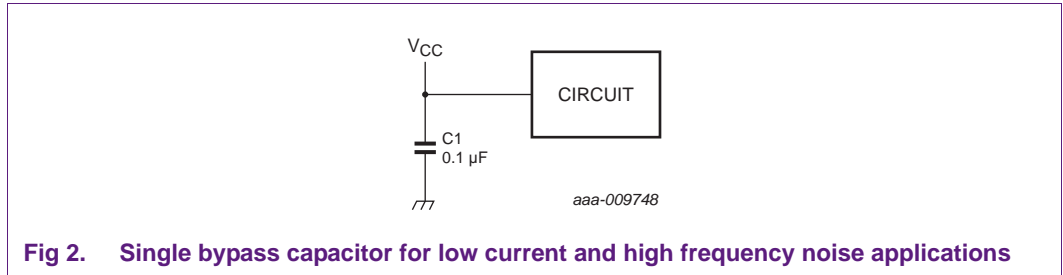 VCC
CIRCUIT
C1
0.1 µF
aaa-009748
Fig 2. Single bypass capacitor for low current and high frequency noise applications